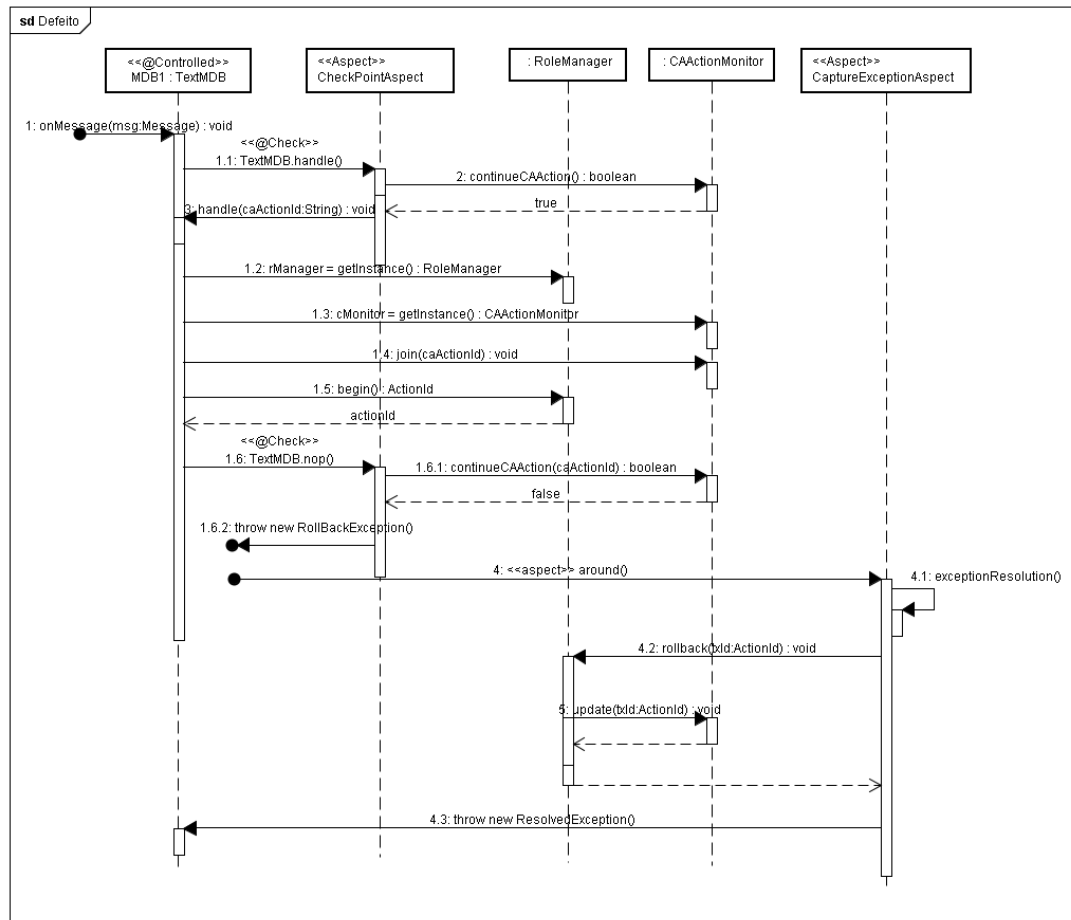 sd Defeito
<<@Controlled>>
MDB1 : TextMDB
<<Aspect>>
CheckPointAspect
: RoleManager
: CAActionMonitor
<<Aspect>>
CaptureExceptionAspect
1: onMessage(msg:Message) : void
<<@Check>>
1.1: TextMDB.handle()
2: continueCAAction() : boolean
true
3: handle(caActionId:String) : void
1.2: rManager = getInstance() : RoleManager
1.3: cMonitor = getInstance() : CAActionMonitor
1.4: join(caActionId) : void
1.5: begin() : ActionId
actionId
<<@Check>>
1.6: TextMDB.nop()
1.6.1: continueCAAction(caActionId) : boolean
false
1.6.2: throw new RollBackException()
4: <<aspect>> around()
4.1: exceptionResolution()
4.2: rollback(txId:ActionId) : void
5: update(txId:ActionId) : void
4.3: throw new ResolvedException()